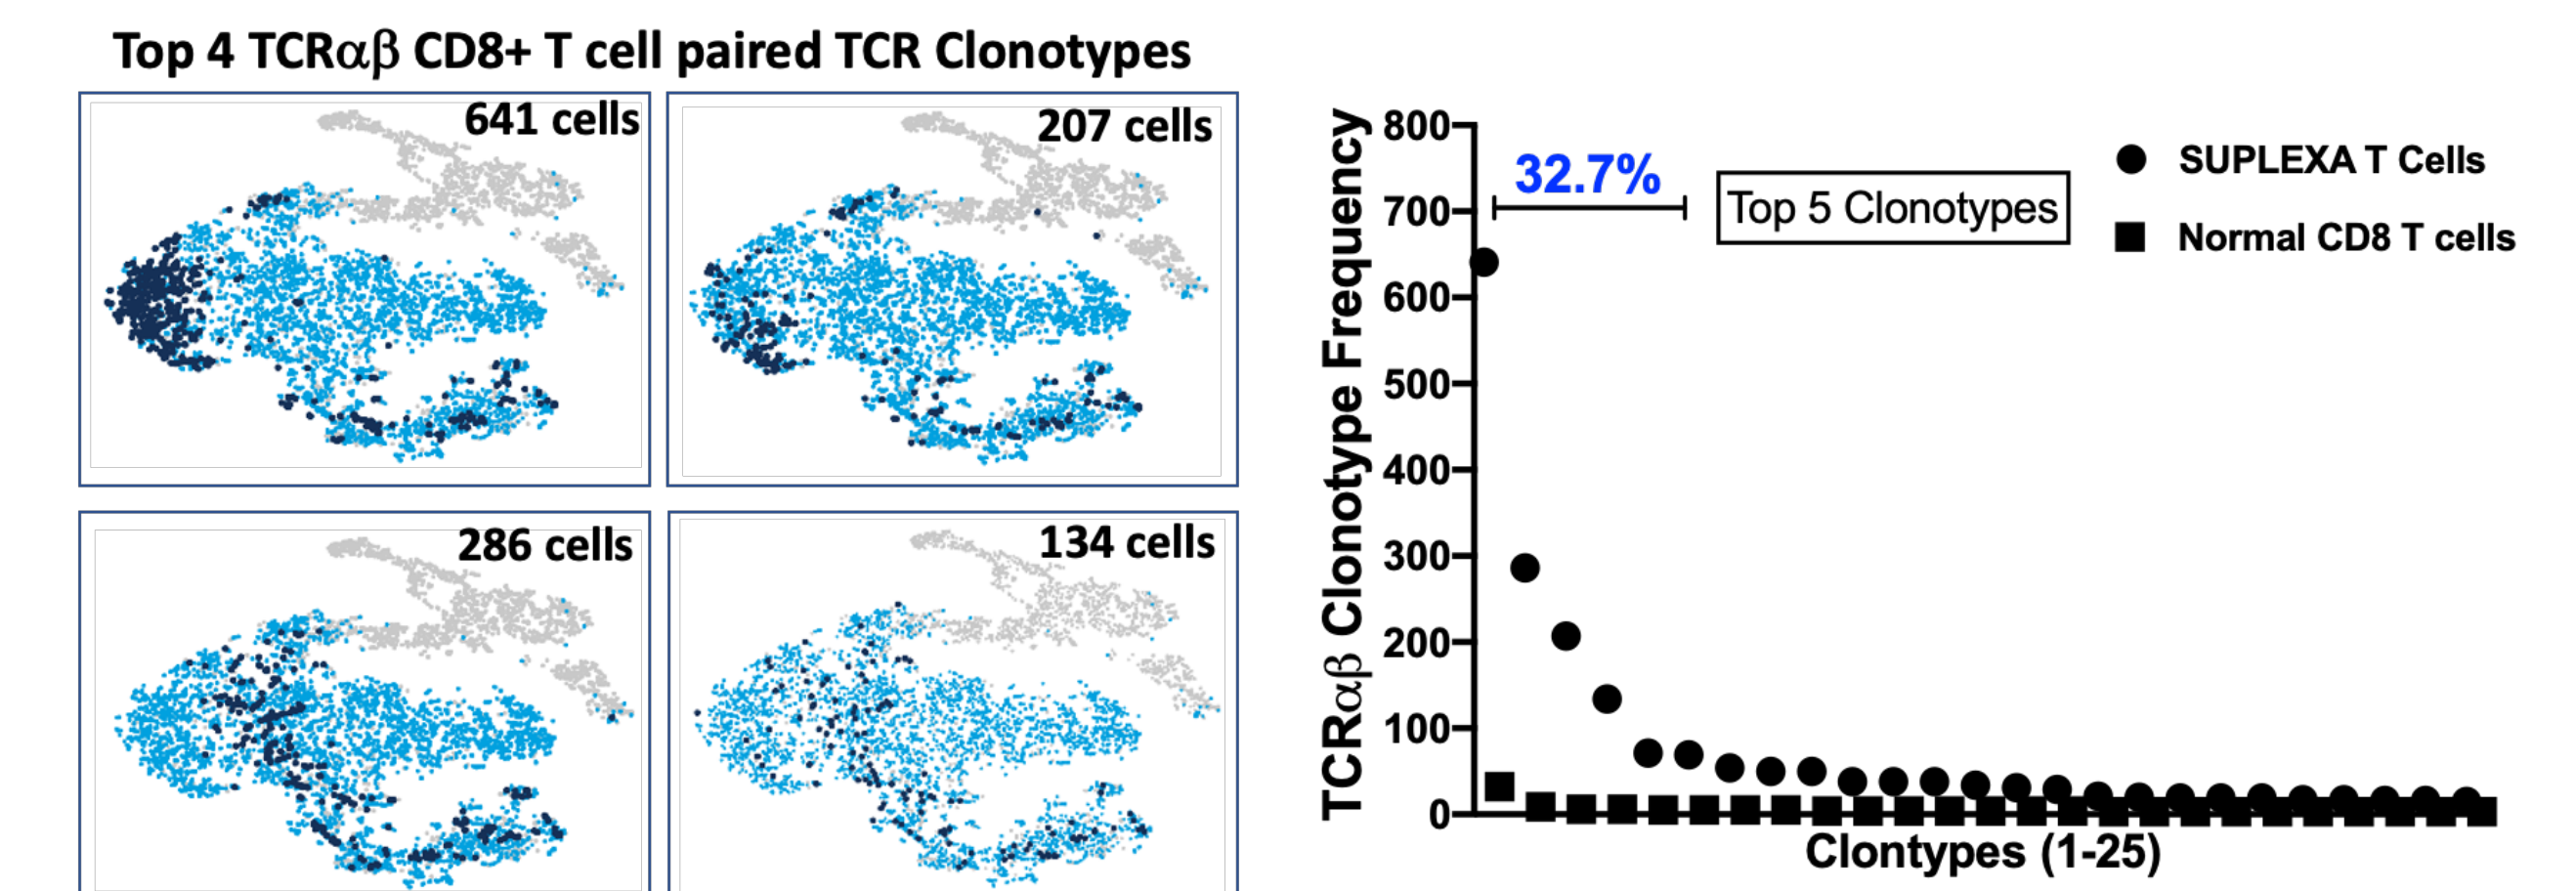 Top 4 TCRαβ CD8+ T cell paired TCR Clonotypes
641 cells
207 cells
286 cells
134 cells
TCRαβ Clonotype Frequency
800
700
600
500
400
300
200
100
0
32.7%
Top 5 Clonotypes
SUPLEXA T Cells
Normal CD8 T cells
Clontypes (1-25)